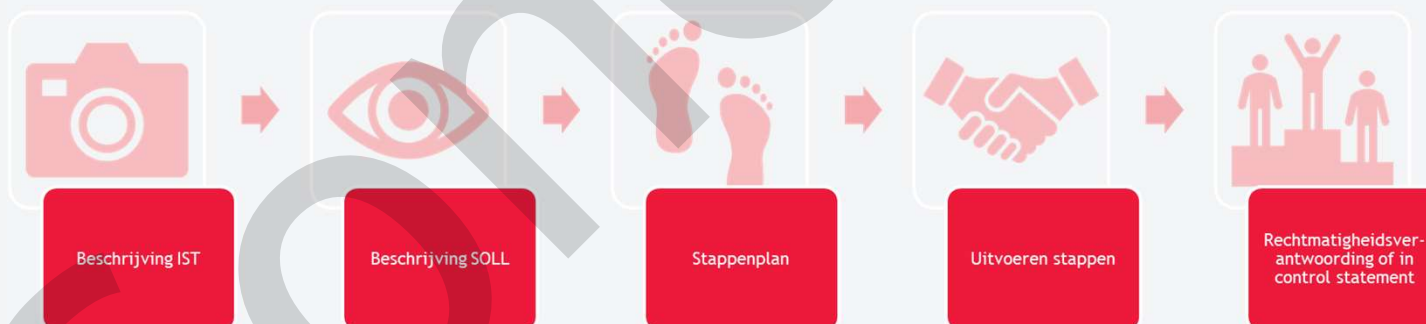 Beschrijving IST
Beschrijving SOLL
Stappenplan
Uitvoeren stappen
Rechtmatigheidsver-
antwoording of in
control statement